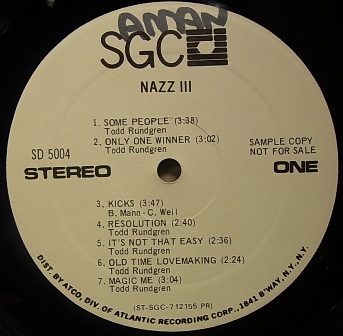 AMAN
SGC
NAZZ III
1. SOME PEOPLE (3:38)
Todd Rundgren
2. ONLY ONE WINNER (3:02)
Todd Rundgren
SD 5004
SAMPLE COPY
NOT FOR SALE
STEREO
ONE
3. KICKS (3:47)
B. Mann-C. Weil
4. RESOLUTION (2:40)
Todd Rundgren
5. IT'S NOT THAT EASY (2:36)
Todd Rundgren
6. OLD TIME LOVEMAKING (2:24)
Todd Rundgren
7. MAGIC ME (3:04)
Todd Rundgren
(ST-SGC-712155 PR)
DIST. BY ATCO, DIV. OF ATLANTIC RECORDING CORP., 1841 B'WAY, N.Y., N.Y.